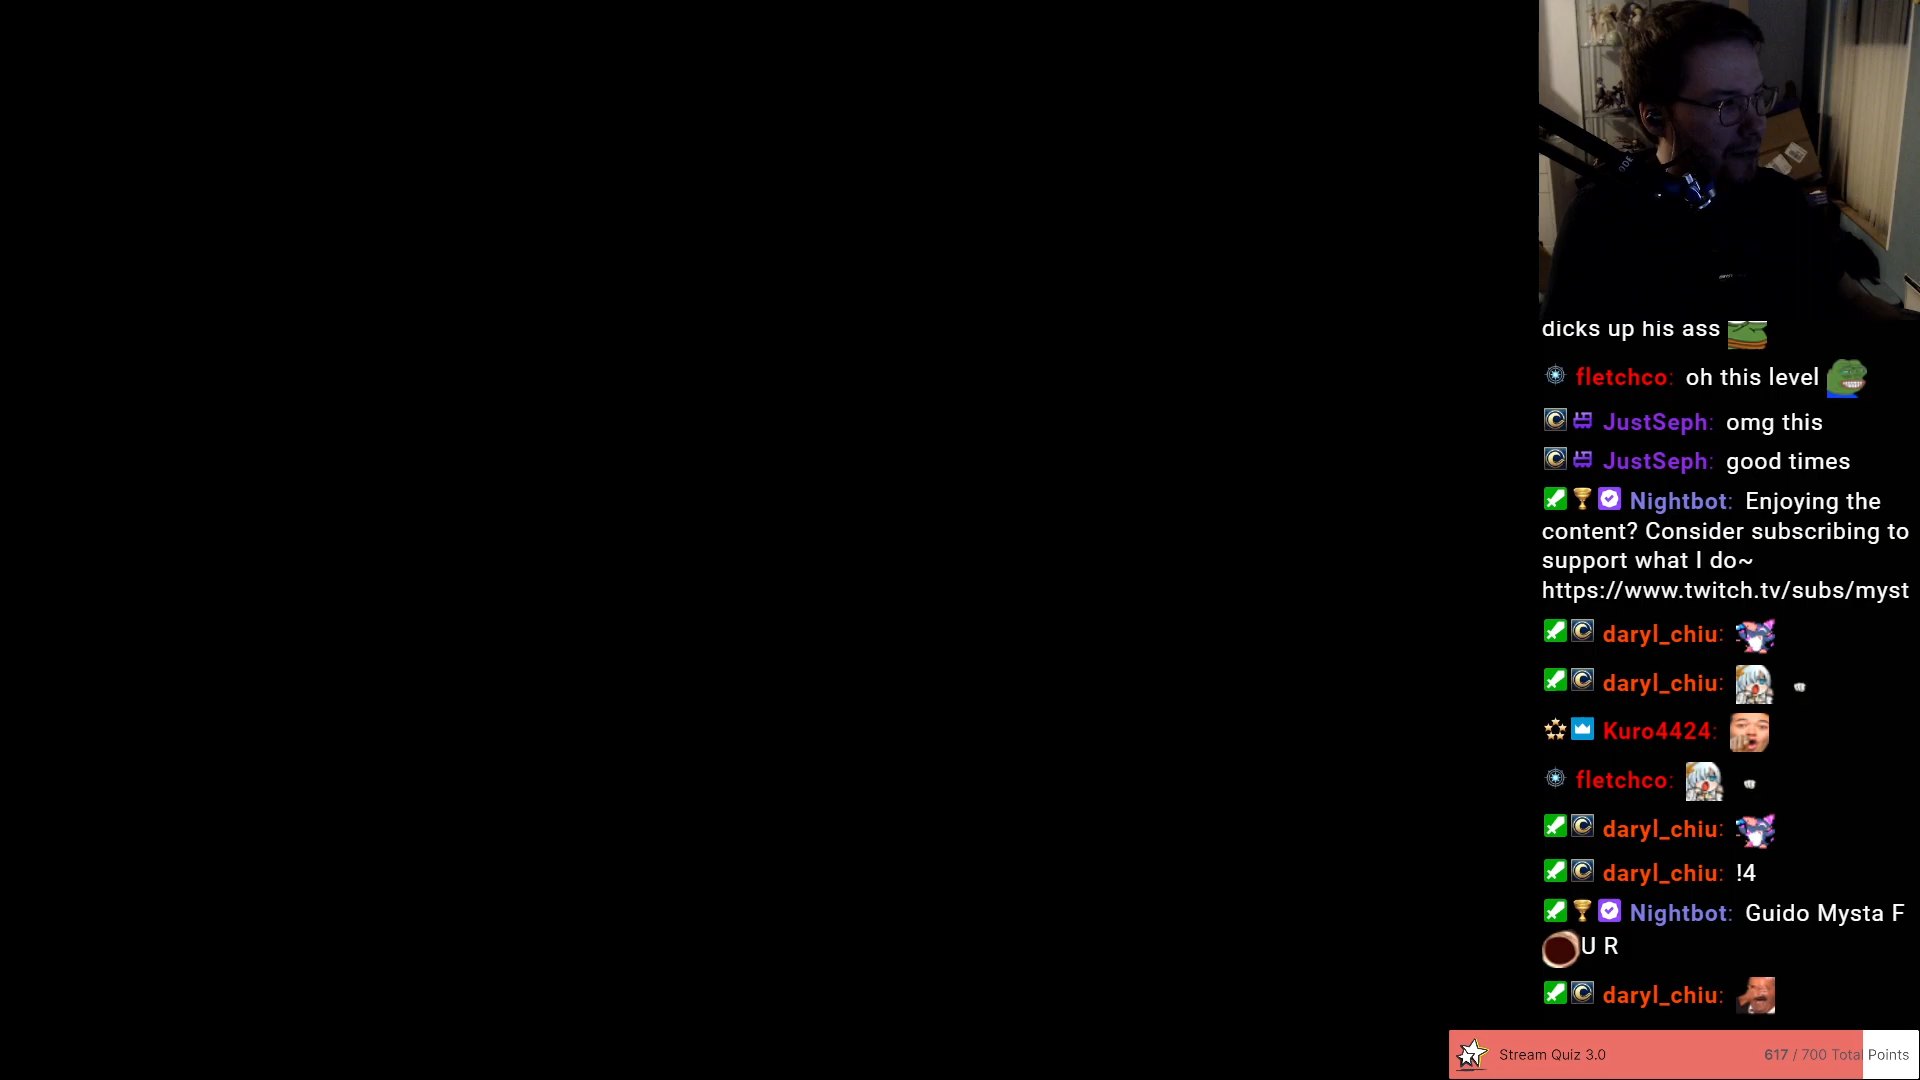 dicks up his ass
fletchco: oh this level
JustSeph: omg this
JustSeph: good times
Nightbot: Enjoying the
content? Consider subscribing to
support what I do~
https://www.twitch.tv/subs/myst
daryl_chiu:
daryl_chiu:
Kuro4424:
fletchco:
daryl_chiu:
daryl_chiu: !4
Nightbot: Guido Mysta F
U R
daryl_chiu:
Stream Quiz 3.0 617 / 700 Total Points